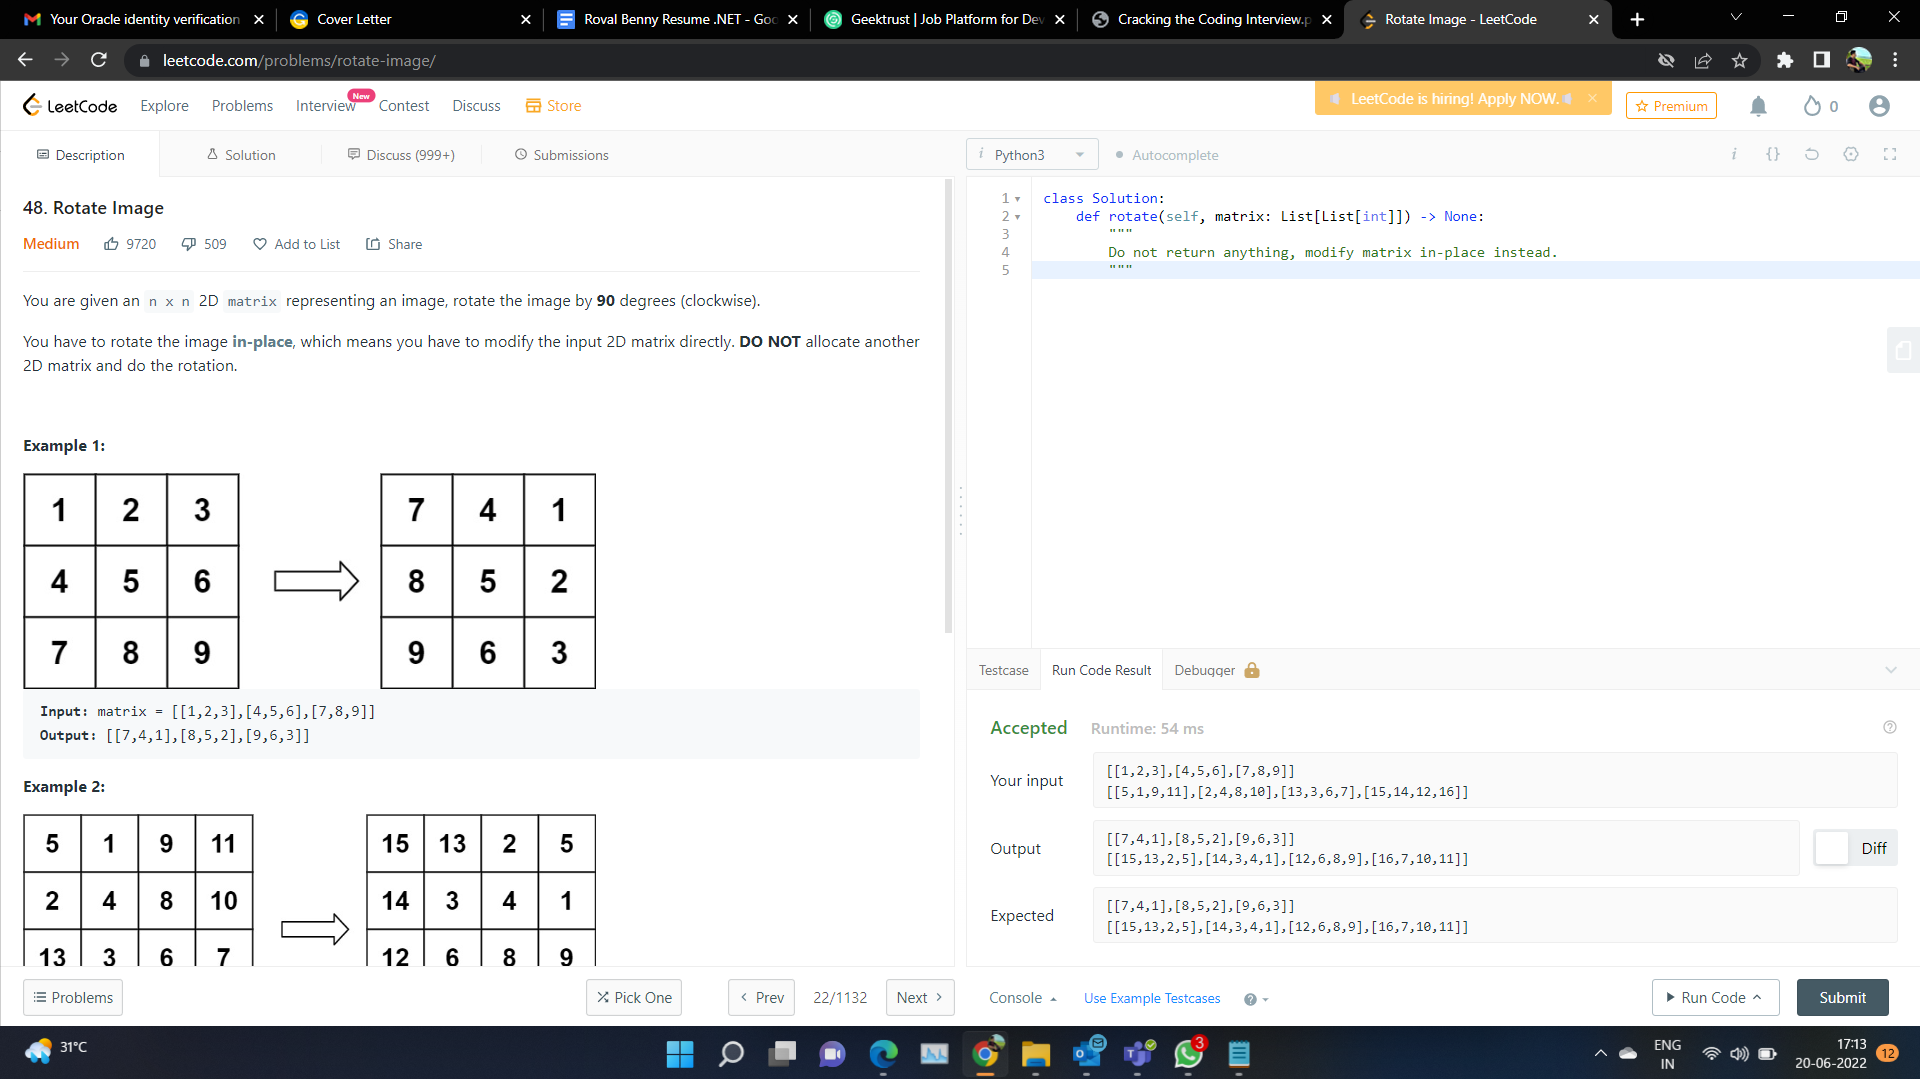 Your Oracle identity verification
Cover Letter
Roval Benny Resume .NET - Goo
Geektrust | Job Platform for Dev
Cracking the Coding Interview.p
Rotate Image - LeetCode
leetcode.com/problems/rotate-image/
LeetCode
Explore
Problems
Interview
New
Contest
Discuss
Store
LeetCode is hiring! Apply NOW.
Premium
0
Description
Solution
Discuss (999+)
Submissions
i Python3
Autocomplete
i {}
48. Rotate Image
Medium 9720 509 Add to List Share
You are given an n x n 2D matrix representing an image, rotate the image by 90 degrees (clockwise).
You have to rotate the image in-place, which means you have to modify the input 2D matrix directly. DO NOT allocate another
2D matrix and do the rotation.
Example 1:
1 2 3 7 4 1
4 5 6 8 5 2
7 8 9 9 6 3
Input: matrix = [[1,2,3],[4,5,6],[7,8,9]]
Output: [[7,4,1],[8,5,2],[9,6,3]]
Example 2:
5 1 9 11 15 13 2 5
2 4 8 10 14 3 4 1
13 3 6 7 12 6 8 9
Problems
Pick One
Prev
22/1132
Next
1 class Solution:
2 def rotate(self, matrix: List[List[int]]) -> None:
3 """
4 Do not return anything, modify matrix in-place instead.
5 """
Testcase
Run Code Result
Debugger
Accepted Runtime: 54 ms
Your input
[[1,2,3],[4,5,6],[7,8,9]]
[[5,1,9,11],[2,4,8,10],[13,3,6,7],[15,14,12,16]]
Output
[[7,4,1],[8,5,2],[9,6,3]]
[[15,13,2,5],[14,3,4,1],[12,6,8,9],[16,7,10,11]]
Diff
Expected
[[7,4,1],[8,5,2],[9,6,3]]
[[15,13,2,5],[14,3,4,1],[12,6,8,9],[16,7,10,11]]
Console
Use Example Testcases
Run Code
Submit
31°C
3
ENG
IN
17:13
20-06-2022
12